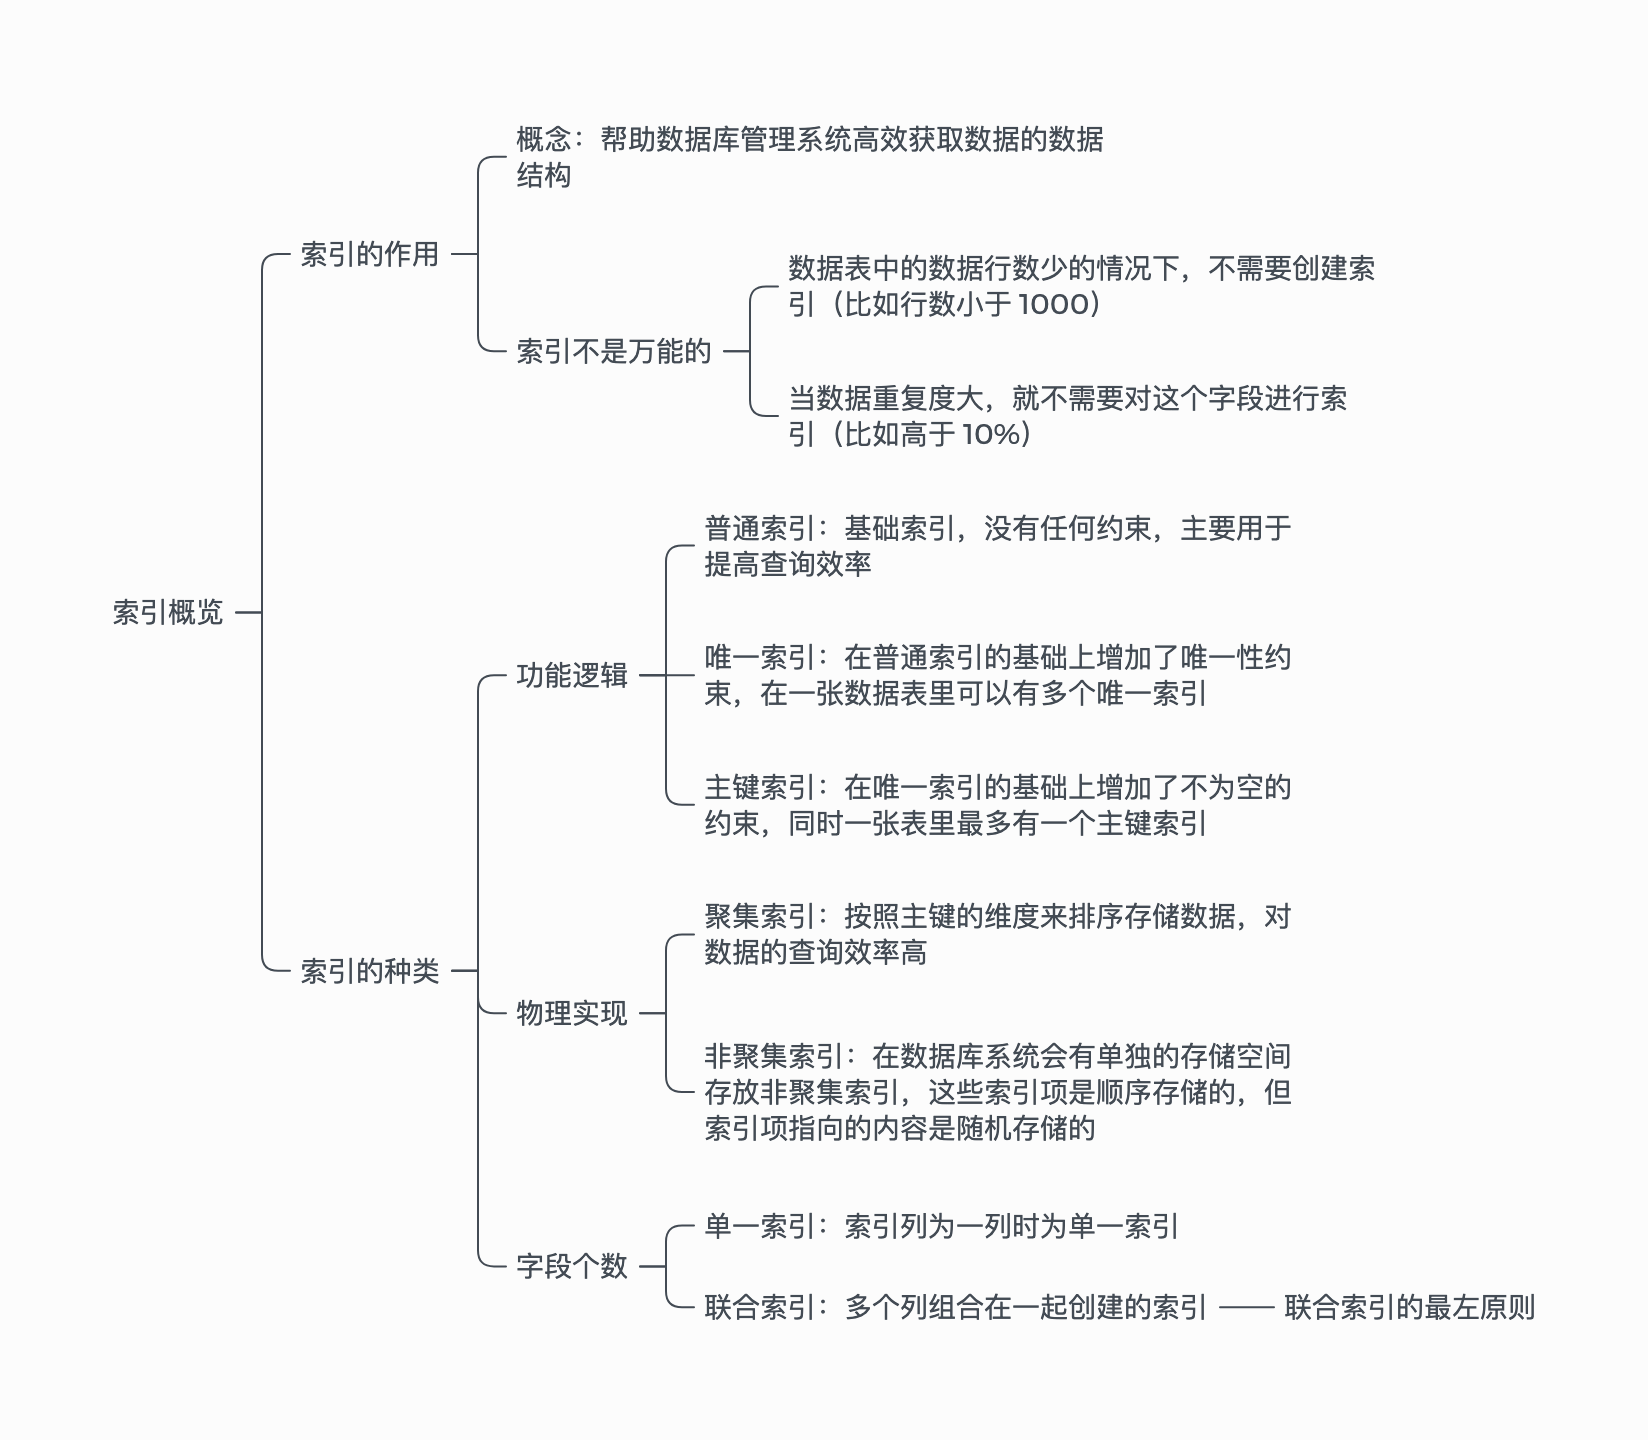 索引概览
索引的作用
概念：帮助数据库管理系统高效获取数据的数据
结构
索引不是万能的
数据表中的数据行数少的情况下，不需要创建索
引（比如行数小于 1000）
当数据重复度大，就不需要对这个字段进行索
引（比如高于 10%）
索引的种类
功能逻辑
普通索引：基础索引，没有任何约束，主要用于
提高查询效率
唯一索引：在普通索引的基础上增加了唯一性约
束，在一张数据表里可以有多个唯一索引
主键索引：在唯一索引的基础上增加了不为空的
约束，同时一张表里最多有一个主键索引
物理实现
聚集索引：按照主键的维度来排序存储数据，对
数据的查询效率高
非聚集索引：在数据库系统会有单独的存储空间
存放非聚集索引，这些索引项是顺序存储的，但
索引项指向的内容是随机存储的
字段个数
单一索引：索引列为一列时为单一索引
联合索引：多个列组合在一起创建的索引
联合索引的最左原则